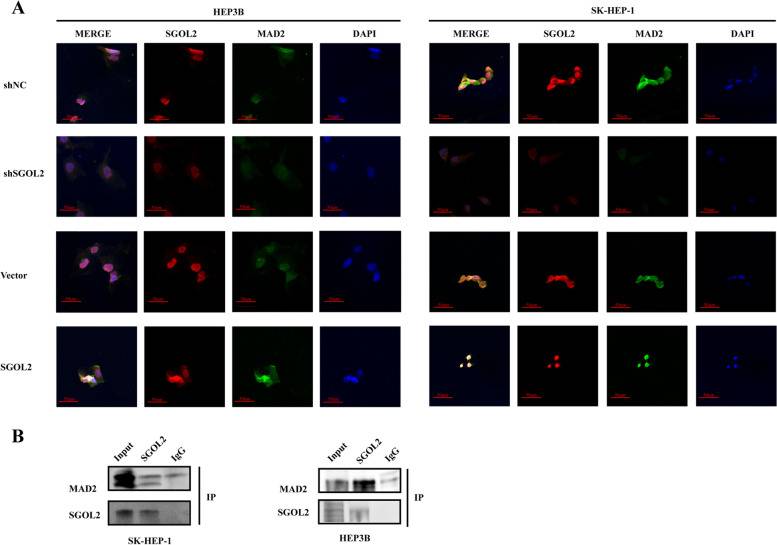 A
HEP3B
SK-HEP-1
MERGE SGOL2 MAD2 DAPI
MERGE SGOL2 MAD2 DAPI
shNC
shSGOL2
Vector
SGOL2
B
Input SGOL2 IgG
MAD2
SGOL2
IP
SK-HEP-1
Input SGOL2 IgG
MAD2
SGOL2
IP
HEP3B